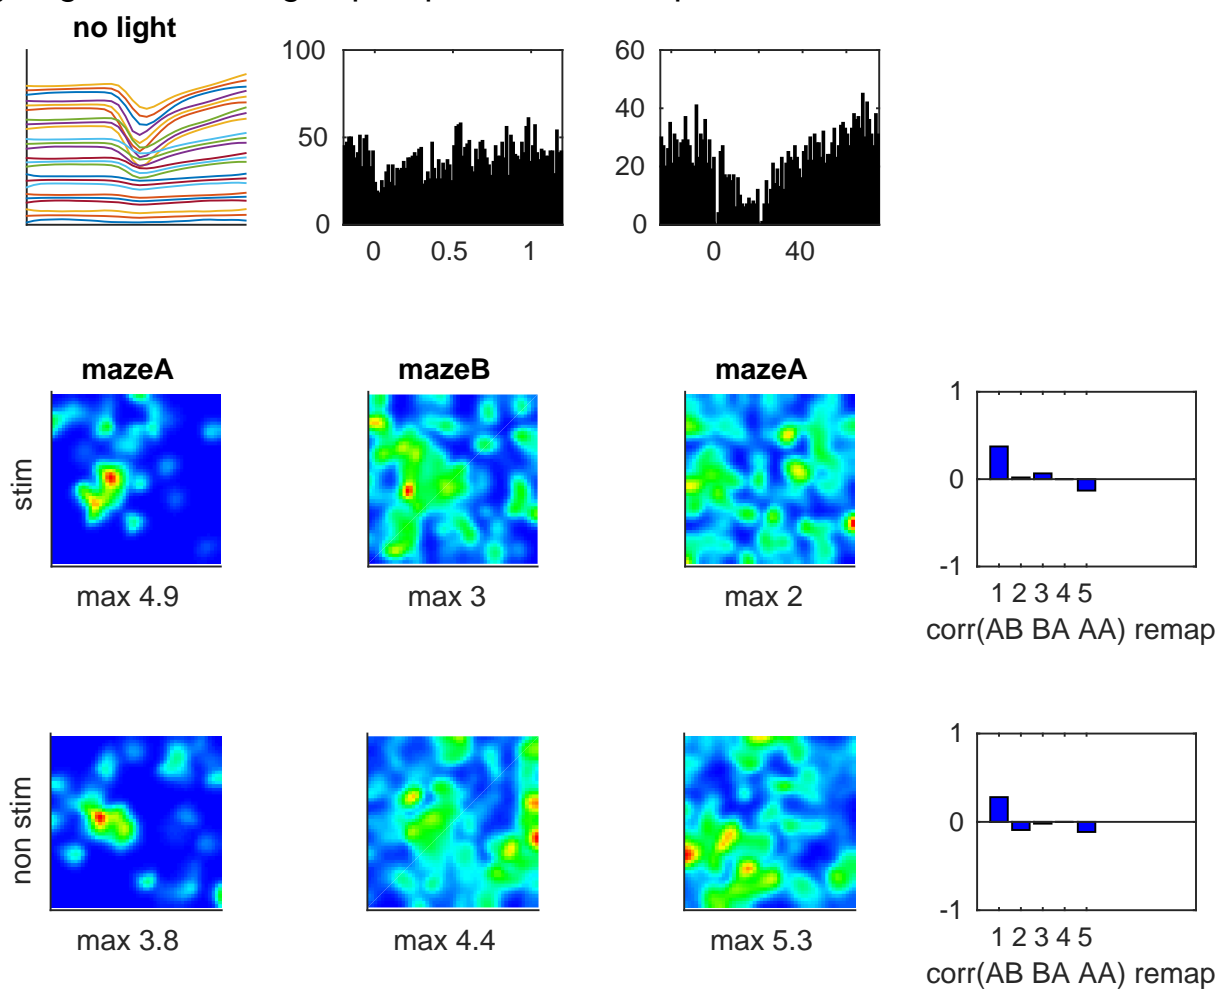 no light
100
50
0
0
0.5
1
60
40
20
0
0
40
mazeA
mazeB
mazeA
stim
max 4.9
max 3
max 2
1
0
-1
1 2 3 4 5
corr(AB BA AA) remap
non stim
max 3.8
max 4.4
max 5.3
1
0
-1
1 2 3 4 5
corr(AB BA AA) remap